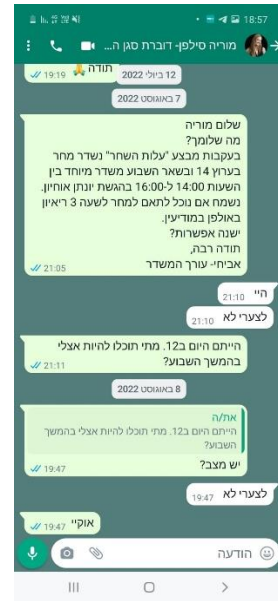 18:57
מוריה סילפן- דוברת סגן ה...
תודה 🙏 19:19
12 ביולי 2022
7 באוגוסט 2022
שלום מוריה
מה שלומך?
בעקבות מבצע "עלות השחר" נשדר מחר
בערוץ 14 ובשאר השבוע משדר מיוחד בין
השעות 14:00 ל-16:00 בהגשת יונתן אוחיון.
נשמח אם נוכל לתאם למחר לשעה 3 ריאיון
באולפן במודיעין.
ישנה אפשרות?
תודה רבה,
אביחי- עורך המשדר
21:05
היי 21:10
לצערי לא 21:10
הייתם היום ב12. מתי תוכלו להיות אצלי
בהמשך השבוע?
21:11
8 באוגוסט 2022
את/ה
הייתם היום ב12. מתי תוכלו להיות אצלי בהמשך
השבוע?
יש מצב?
19:47
לצערי לא 19:47
אוקיי 19:47
הודעה